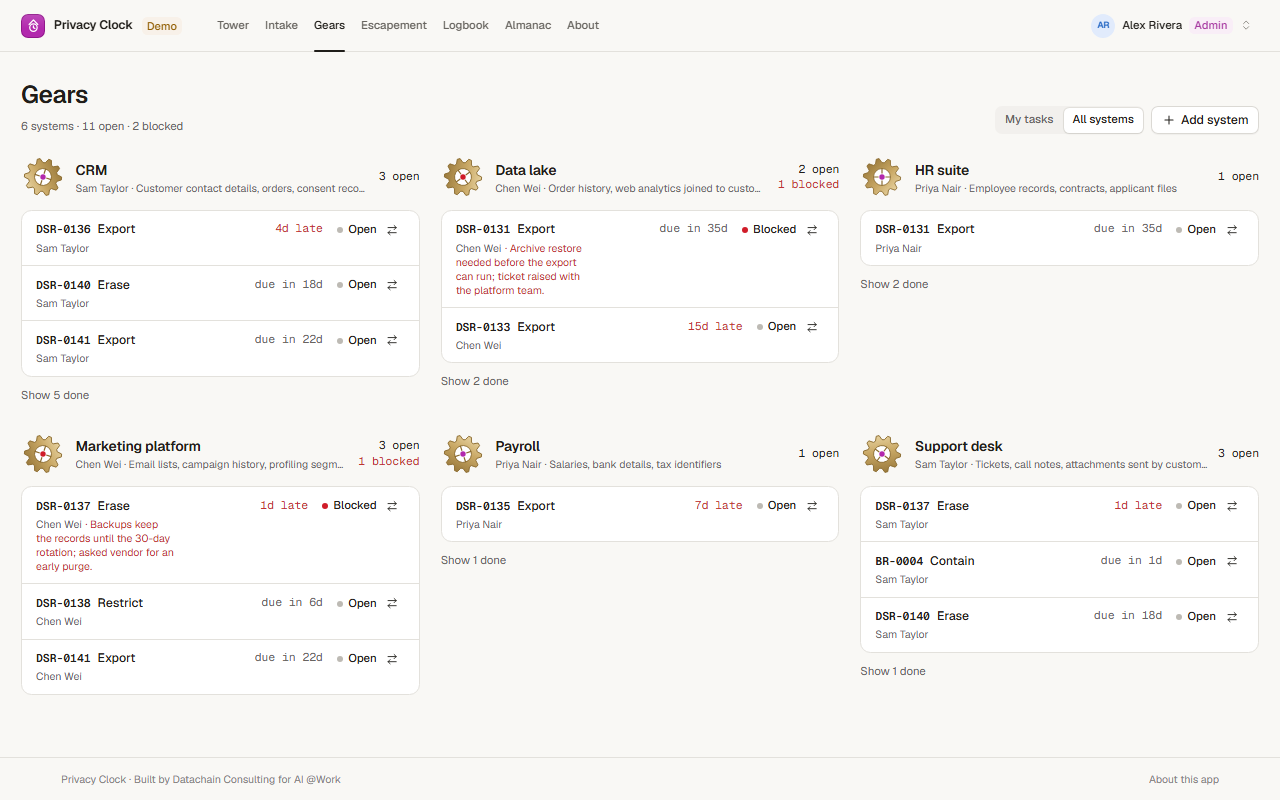 Privacy Clock Demo Tower Intake Gears Escapement Logbook Almanac About AR Alex Rivera Admin
Gears
6 systems · 11 open · 2 blocked
My tasks All systems + Add system
CRM
Sam Taylor · Customer contact details, orders, consent reco...
3 open
DSR-0136 Export 4d late Open
Sam Taylor
DSR-0140 Erase due in 18d Open
Sam Taylor
DSR-0141 Export due in 22d Open
Sam Taylor
Show 5 done
Data lake
Chen Wei · Order history, web analytics joined to custo...
2 open
1 blocked
DSR-0131 Export due in 35d Blocked
Chen Wei · Archive restore
needed before the export
can run; ticket raised with
the platform team.
DSR-0133 Export 15d late Open
Chen Wei
Show 2 done
HR suite
Priya Nair · Employee records, contracts, applicant files
1 open
DSR-0131 Export due in 35d Open
Priya Nair
Show 2 done
Marketing platform
Chen Wei · Email lists, campaign history, profiling segm...
3 open
1 blocked
DSR-0137 Erase 1d late Blocked
Chen Wei · Backups keep
the records until the 30-day
rotation; asked vendor for an
early purge.
DSR-0138 Restrict due in 6d Open
Chen Wei
DSR-0141 Export due in 22d Open
Chen Wei
Payroll
Priya Nair · Salaries, bank details, tax identifiers
1 open
DSR-0135 Export 7d late Open
Priya Nair
Show 1 done
Support desk
Sam Taylor · Tickets, call notes, attachments sent by custom...
3 open
DSR-0137 Erase 1d late Open
Sam Taylor
BR-0004 Contain due in 1d Open
Sam Taylor
DSR-0140 Erase due in 18d Open
Sam Taylor
Show 1 done
Privacy Clock · Built by Datachain Consulting for AI @Work
About this app